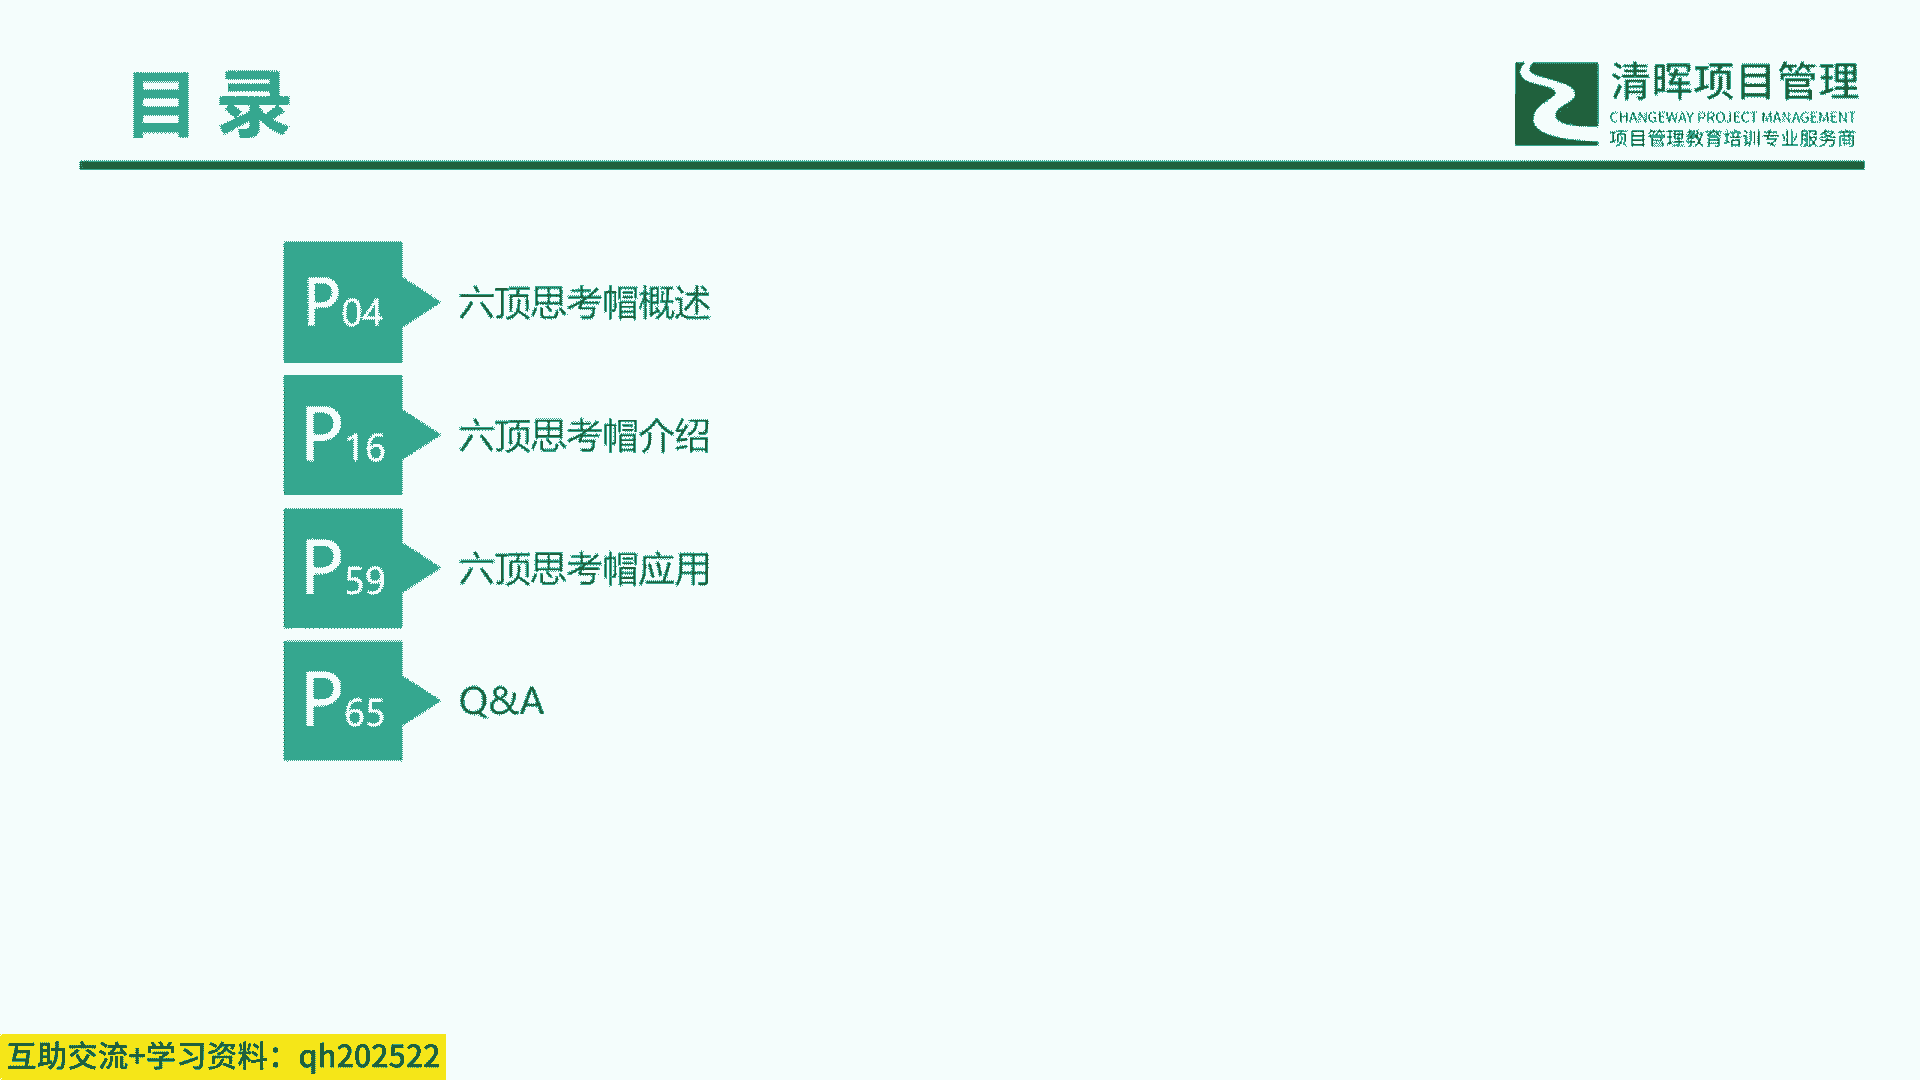 目录
清晖项目管理
CHANGEWAY PROJECT MANAGEMENT
项目管理教育培训专业服务商
P04 六顶思考帽概述
P16 六顶思考帽介绍
P59 六顶思考帽应用
P65 Q&A
互助交流+学习资料：qh202522